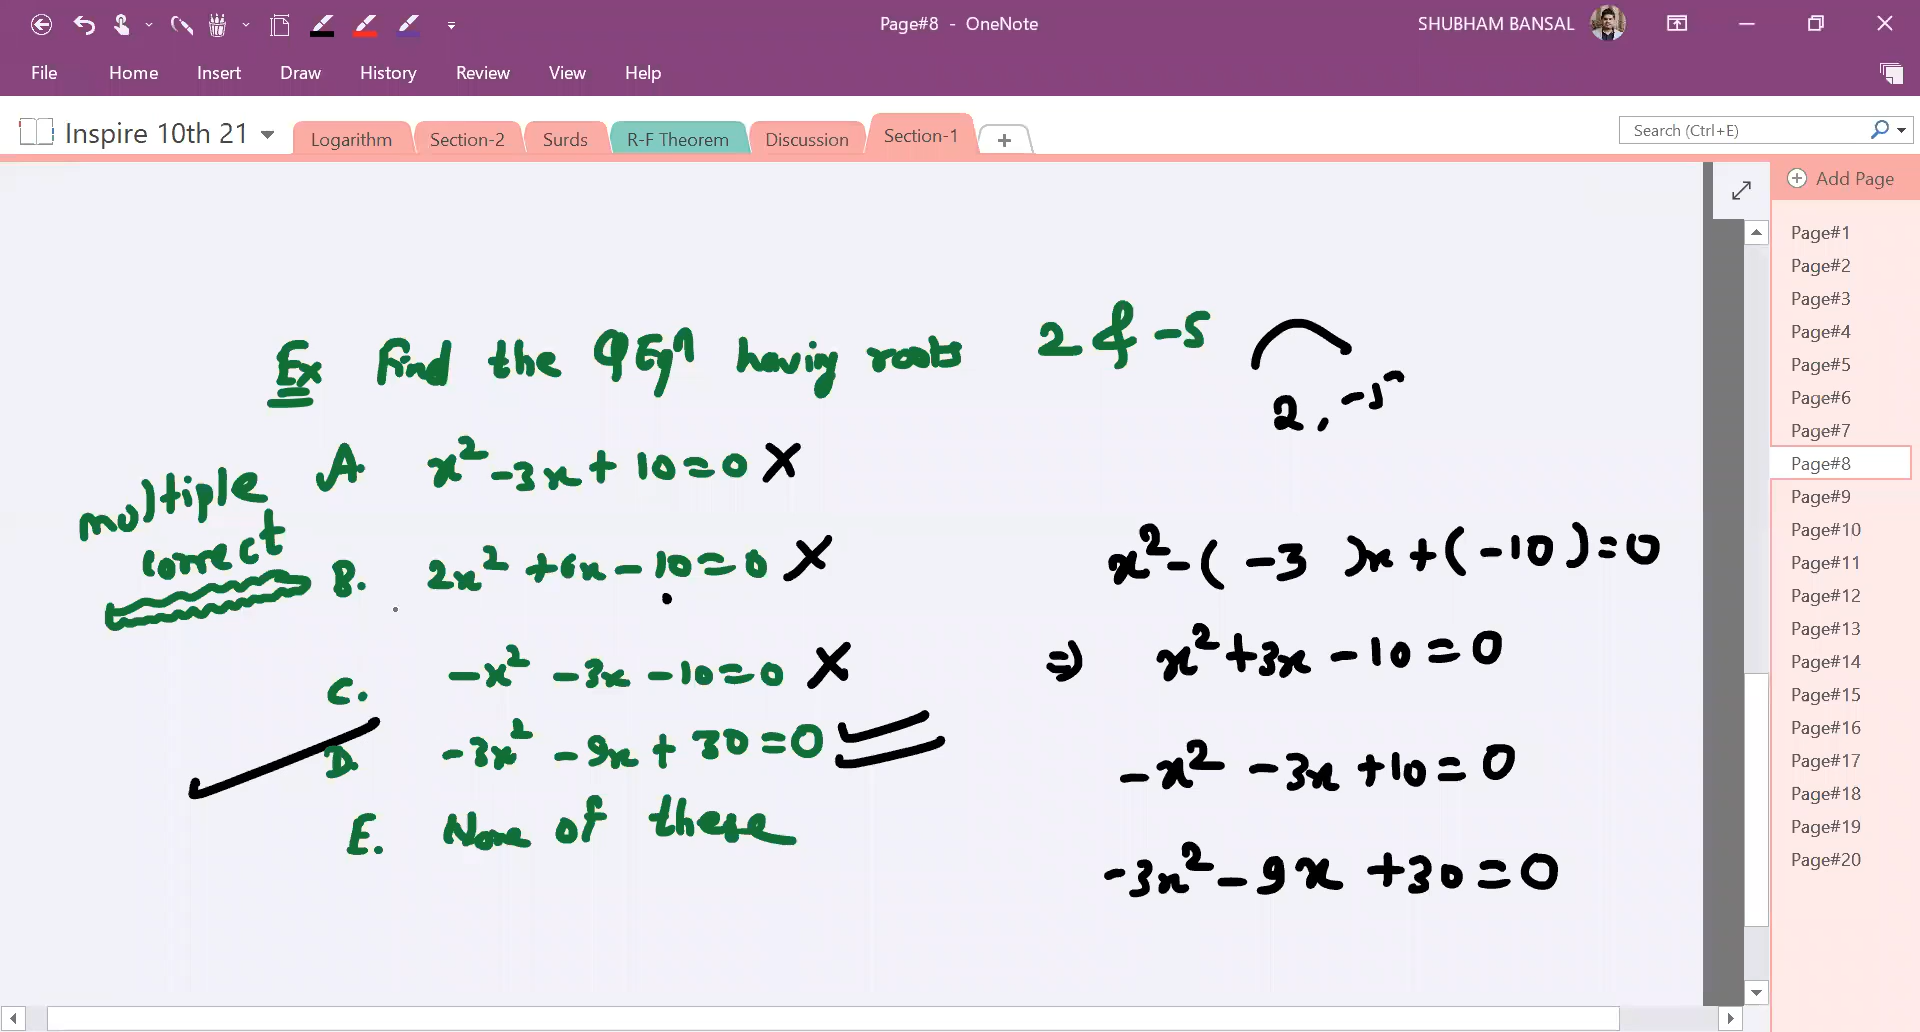 Page#8 - OneNote
SHUBHAM BANSAL
File Home Insert Draw History Review View Help
Inspire 10th 21
Logarithm Section-2 Surds R-F Theorem Discussion Section-1 +
Search (Ctrl+E)
Add Page
Page#1
Page#2
Page#3
Page#4
Page#5
Page#6
Page#7
Page#8
Page#9
Page#10
Page#11
Page#12
Page#13
Page#14
Page#15
Page#16
Page#17
Page#18
Page#19
Page#20
Ex Find the QEqⁿ having roots 2 & -5
2, -5
multiple
correct
A. x² -3x + 10 = 0 X
B. 2x² + 6x - 10 = 0 X
C. -x² - 3x - 10 = 0 X
D. -3x² - 9x + 30 = 0
E. None of these
x² - ( -3 )x + ( -10 ) = 0
⇒ x² + 3x - 10 = 0
-x² - 3x + 10 = 0
-3x² - 9x + 30 = 0